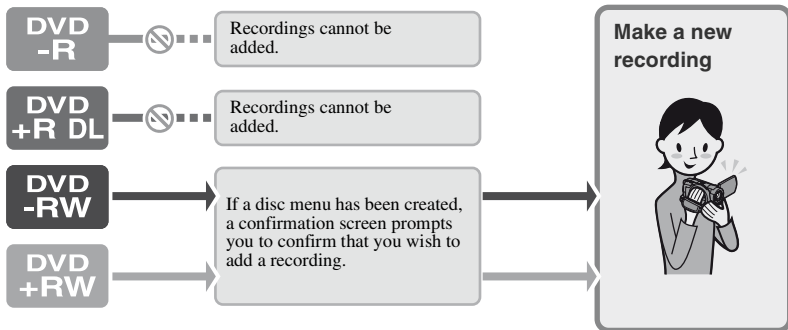 DVD
-R
Recordings cannot be
added.
DVD
+R DL
Recordings cannot be
added.
DVD
-RW
DVD
+RW
If a disc menu has been created,
a confirmation screen prompts
you to confirm that you wish to
add a recording.
Make a new
recording